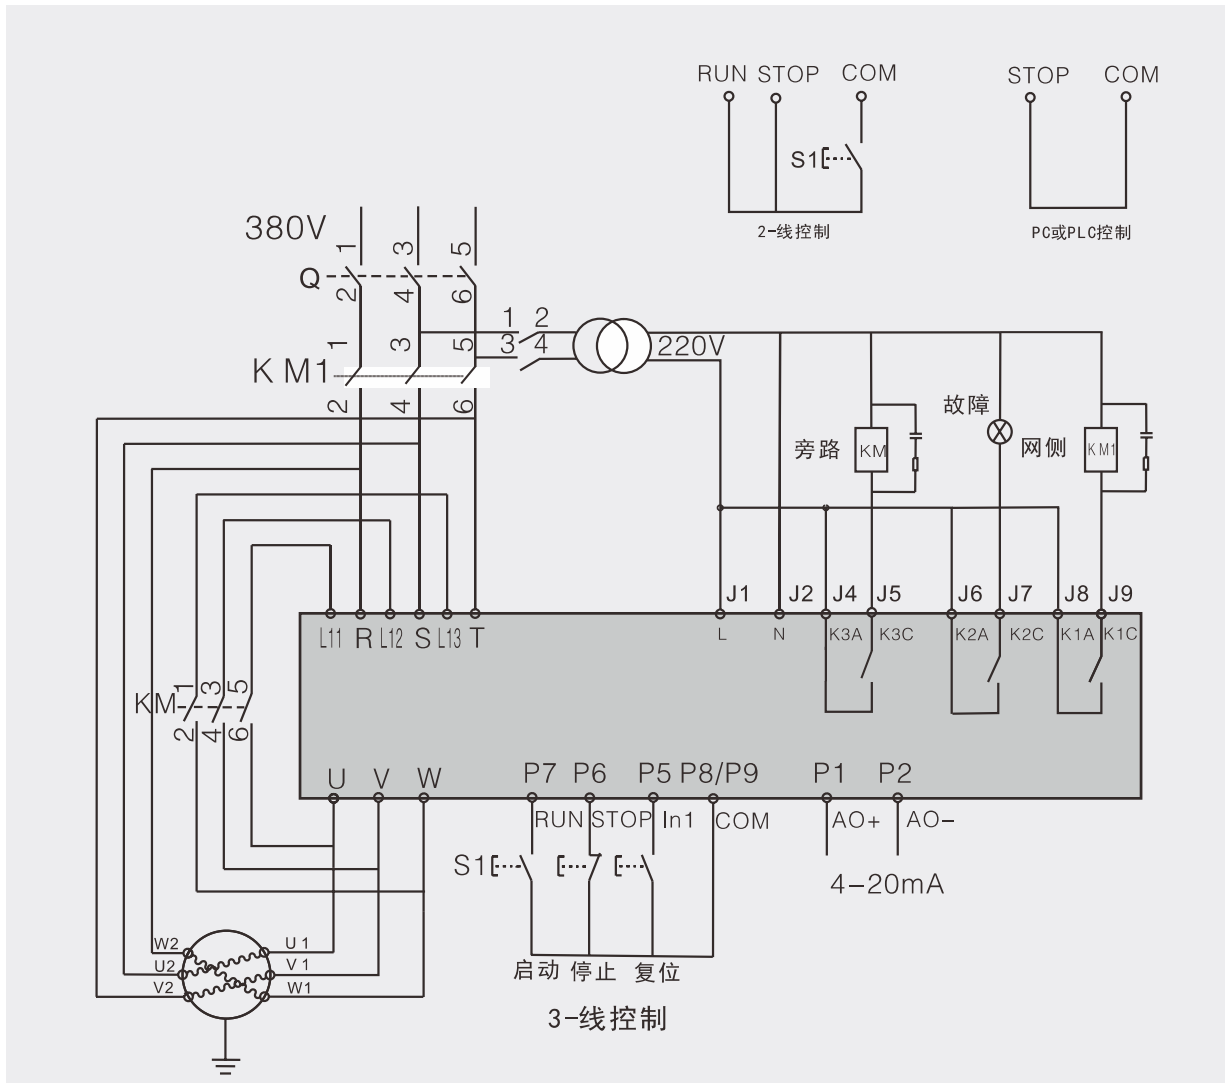 RUN STOP COM
S1
2-线控制
STOP COM
PC或PLC控制
380V
1 3 5
Q
2 4 6
1 2
3 4
220V
1 3 5
K M1
2 4 6
故障
旁路
KM
网侧
K M1
J1 J2 J4 J5 J6 J7 J8 J9
L11 R L12 S L13 T
L N K3A K3C K2A K2C K1A K1C
1 3 5
KM
2 4 6
U V W
P7 P6 P5 P8/P9 P1 P2
RUN STOP In1 COM AO+ AO-
S1
4-20mA
W2 U1
U2 V1
V2 W1
启动 停止 复位
3-线控制